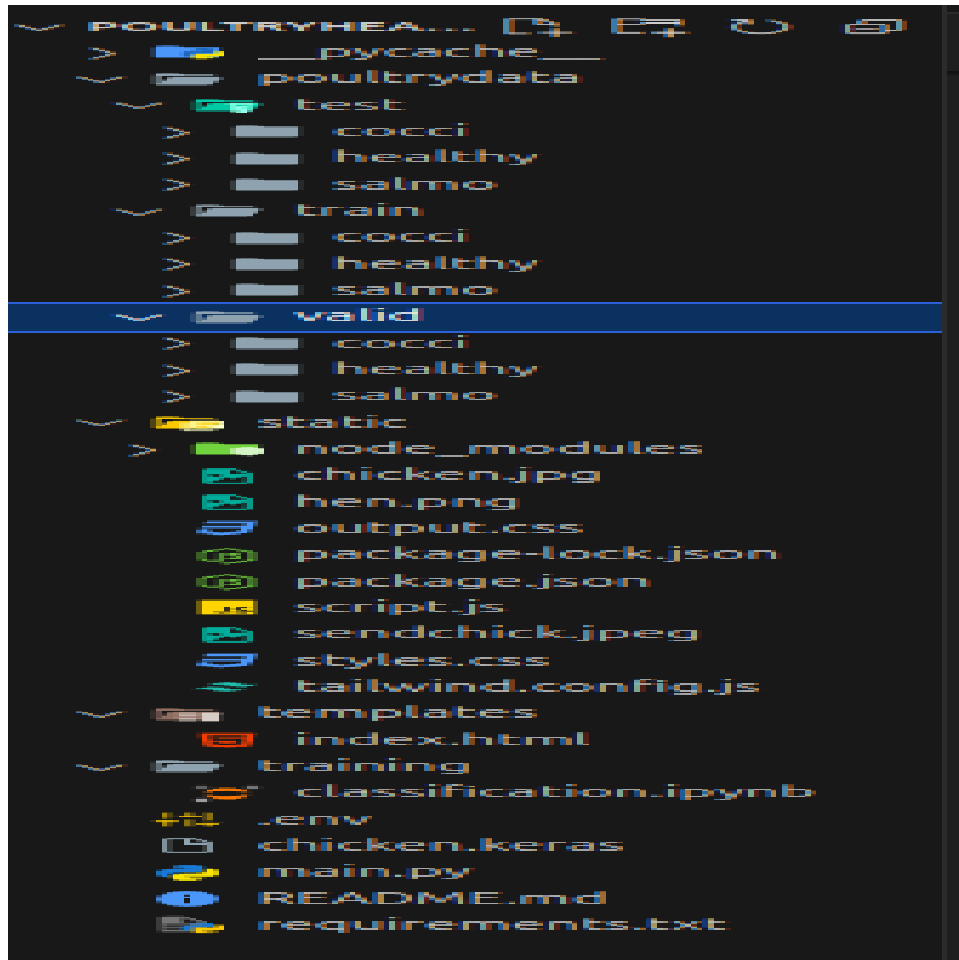 POULTRYHEA...
__pycache__
poultrydata
test
cocci
healthy
salmo
train
cocci
healthy
salmo
valid
cocci
healthy
salmo
static
node_modules
chicken.jpg
hen.png
output.css
package-lock.json
package.json
script.js
sendchick.jpeg
styles.css
tailwind.config.js
templates
index.html
training
classification.ipynb
.env
chicken.keras
main.py
README.md
requirements.txt